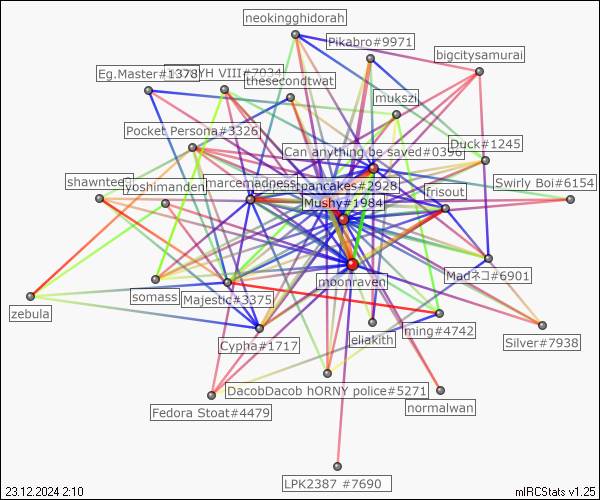 neokingghidorah
Pikabro#9971
bigcitysamurai
Eg.Master#1378
YH VIII#7034
thesecondtwat
mukszi
Pocket Persona#3326
Duck#1245
Can anything be saved#0396
shawntee
yoshimanden
marcemadness
pancakes#2928
frisout
Swirly Boi#6154
Mushy#1984
moonraven
Madネコ#6901
somass
Majestic#3375
zebula
Cypha#1717
eliakith
ming#4742
Silver#7938
DacobDacob hORNY police#5271
normalwan
Fedora Stoat#4479
LPK2387 #7690
23.12.2024 2:10
mIRCStats v1.25